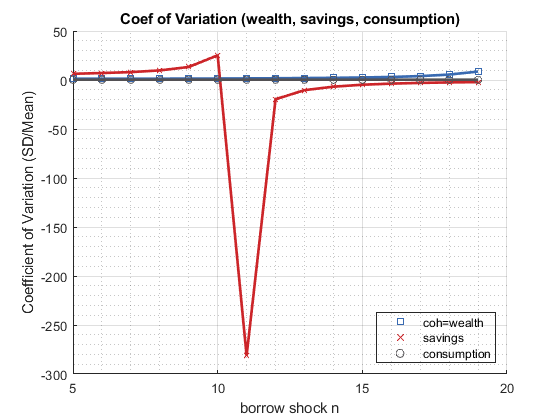 Coef of Variation (wealth, savings, consumption)
Coefficient of Variation (SD/Mean)
50
0
-50
-100
-150
-200
-250
-300
5
10
15
20
borrow shock n
coh=wealth
savings
consumption